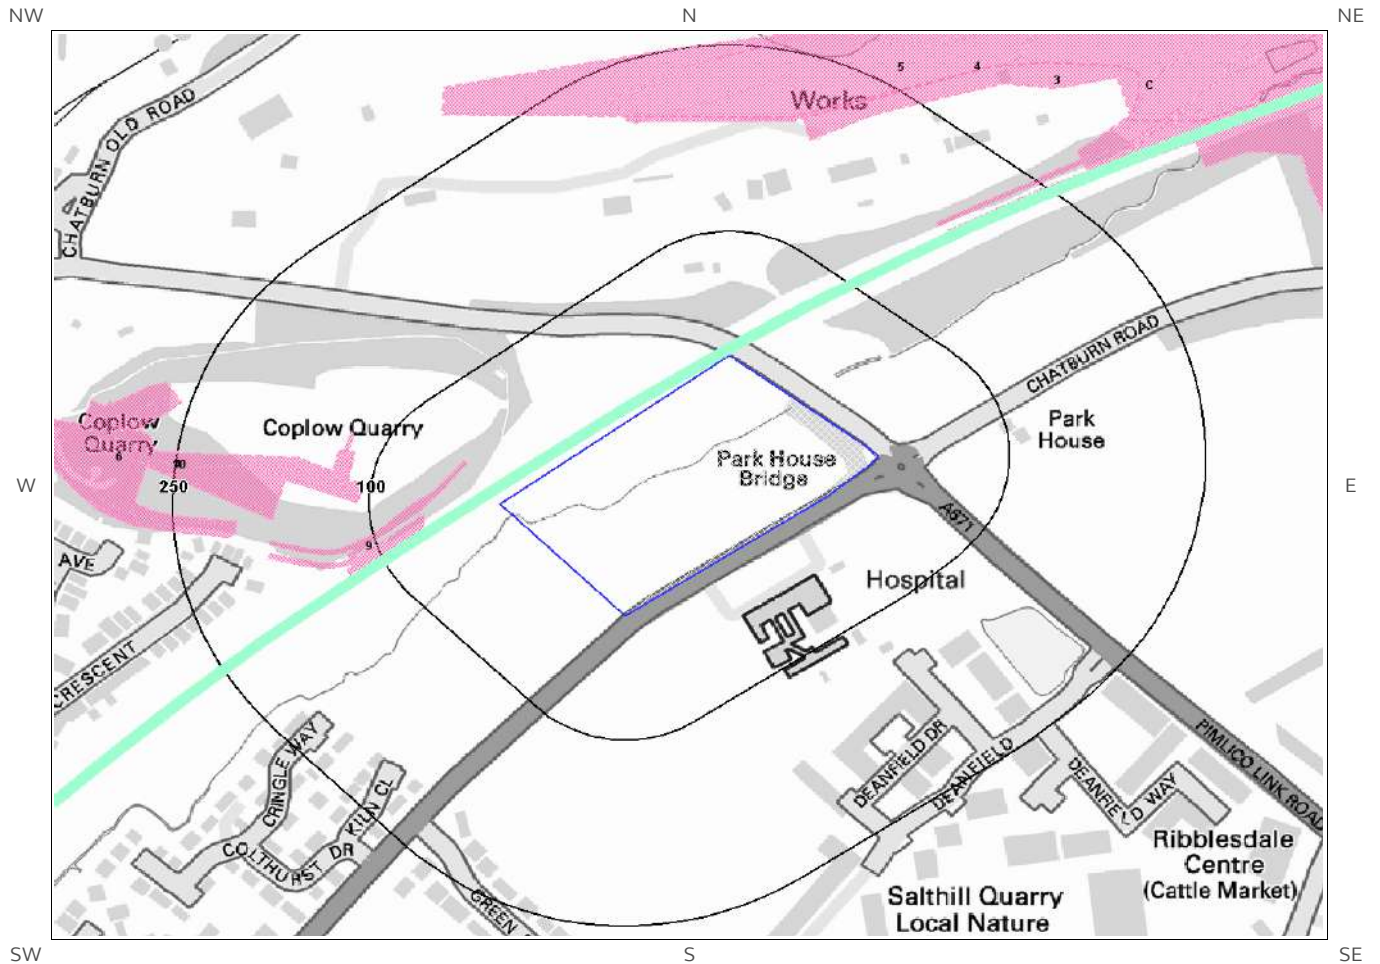 NW
N
NE
5
4
3
C
Works
CHATBURN OLD ROAD
CHATBURN ROAD
Coplow
Quarry
6
10
Coplow Quarry
250
100
9
Park House
Bridge
Park
House
W
E
A671
Hospital
AVE
CRESCENT
CRINGLE WAY
KILN CL
COLTHURST DR
GREEN
DEANFIELD DR
DEANFIELD
DEANFIELD WAY
PIMLICO LINK ROAD
Ribblesdale
Centre
(Cattle Market)
Salthill Quarry
Local Nature
SW
S
SE